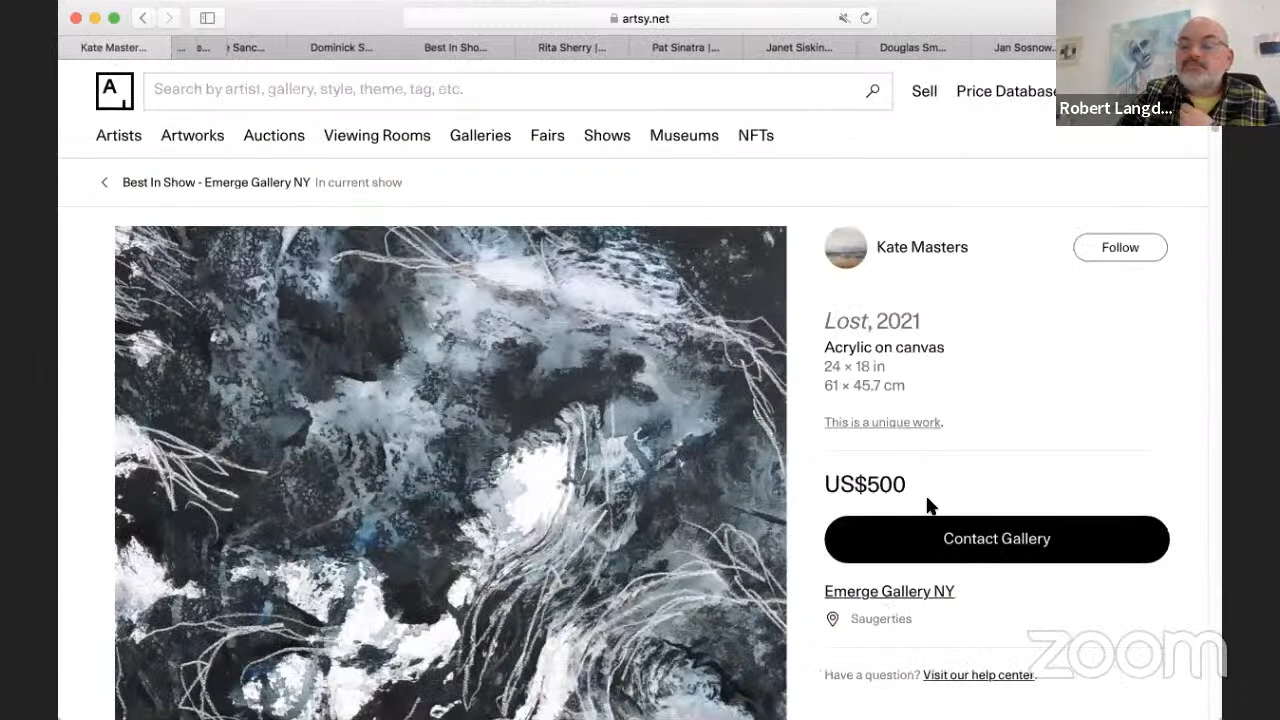 artsy.net
Kate Master...
...
a...
Sanc...
Dominick S...
Best In Sho...
Rita Sherry |...
Pat Sinatra |...
Janet Siskin...
Douglas Sm...
Jan Sosnow...
Robert Langd...
A
Search by artist, gallery, style, theme, tag, etc.
Sell
Price Database
Artists
Artworks
Auctions
Viewing Rooms
Galleries
Fairs
Shows
Museums
NFTs
Best In Show - Emerge Gallery NY In current show
Kate Masters
Follow
Lost, 2021
Acrylic on canvas
24 × 18 in
61 × 45.7 cm
This is a unique work.
US$500
Contact Gallery
Emerge Gallery NY
Saugerties
zoom
Have a question? Visit our help center.